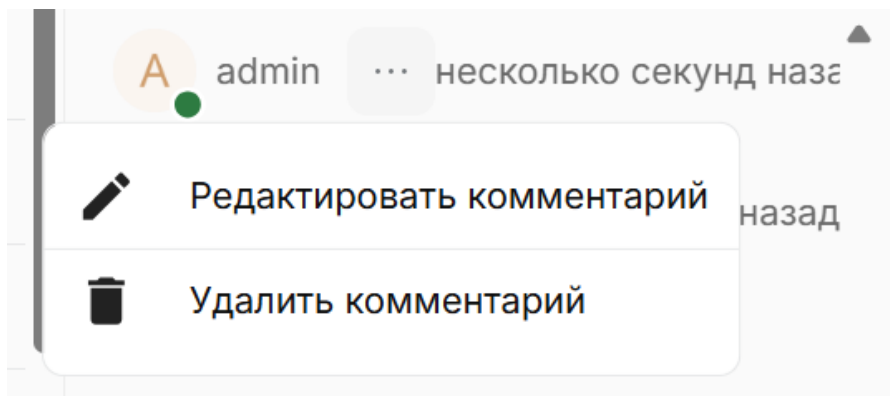 A admin ... несколько секунд наза
Редактировать комментарий
назад
Удалить комментарий